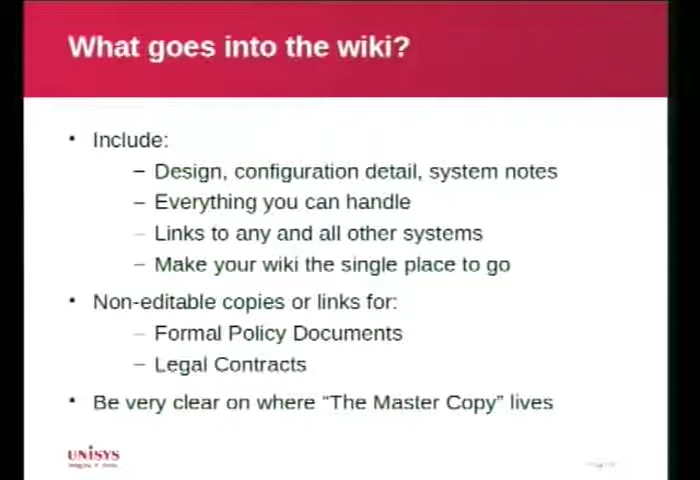 What goes into the wiki?
• Include:
– Design, configuration detail, system notes
– Everything you can handle
– Links to any and all other systems
– Make your wiki the single place to go
• Non-editable copies or links for:
– Formal Policy Documents
– Legal Contracts
• Be very clear on where “The Master Copy” lives
UNISYS